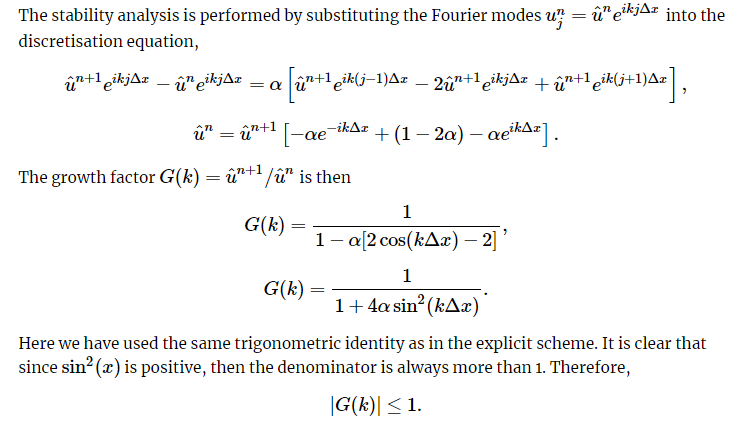 The stability analysis is performed by substituting the Fourier modes $u_j^n = \hat{u}^n e^{ikj\Delta x}$ into the
discretisation equation,
$\hat{u}^{n+1} e^{ikj\Delta x} - \hat{u}^n e^{ikj\Delta x} = \alpha \left[ \hat{u}^{n+1} e^{ik(j-1)\Delta x} - 2\hat{u}^{n+1} e^{ikj\Delta x} + \hat{u}^{n+1} e^{ik(j+1)\Delta x} \right],$
$\hat{u}^n = \hat{u}^{n+1} \left[ -\alpha e^{-ik\Delta x} + (1 - 2\alpha) - \alpha e^{ik\Delta x} \right].$
The growth factor $G(k) = \hat{u}^{n+1} / \hat{u}^n$ is then
$G(k) = \frac{1}{1 - \alpha[2\cos(k\Delta x) - 2]},$
$G(k) = \frac{1}{1 + 4\alpha \sin^2(k\Delta x)}.$
Here we have used the same trigonometric identity as in the explicit scheme. It is clear that
since $\sin^2(x)$ is positive, then the denominator is always more than 1. Therefore,
$|G(k)| \leq 1.$